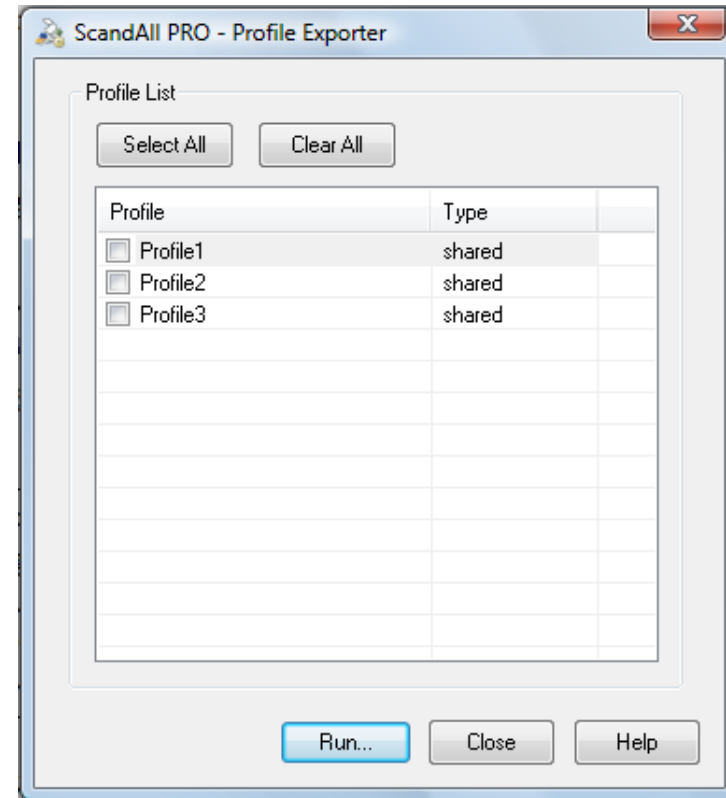 ScandAll PRO - Profile Exporter
Profile List
Select All Clear All
Profile Type
Profile1 shared
Profile2 shared
Profile3 shared
Run... Close Help